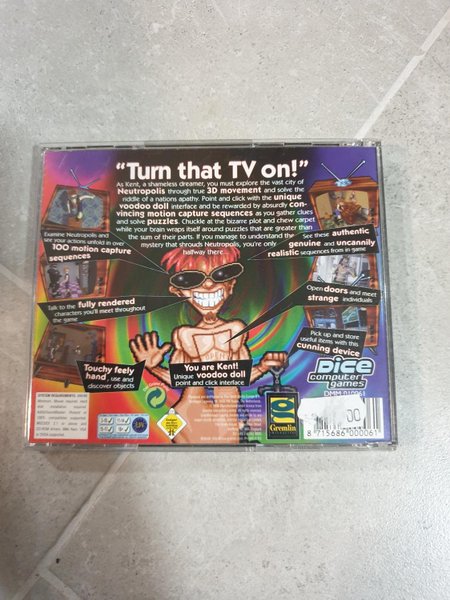 "Turn that TV on!"
As Kent, a shameless dreamer, you must explore the vast city of
Neutropolis through true 3D movement and solve the
riddle of a nations apathy. Point and click with the unique
voodoo doll interface and be rewarded by absurdly con-
vincing motion capture sequences as you gather clues
and solve puzzles. Chuckle at the bizarre plot and chew carpet
while your brain wraps itself around puzzles that are greater than
the sum of their parts. If you manage to understand the
mystery that shrouds Neutropolis, you're only
halfway there
Examine Neutropolis and
see your actions unfold in over
100 motion capture
sequences
See these authentic
genuine and uncannily
realistic sequences from in-game
Talk to the fully rendered
characters you'll meet throughout
the game
Open doors and meet
strange individuals
Pick up and store
useful items with this
cunning device
Touchy feely
hand, use and
discover objects
You are Kent!
Unique voodoo doll
point and click interface
SYSTEM REQUIREMENTS
Gremlin
Dice
computer
games
DMM 010061
00
8 715686 000061